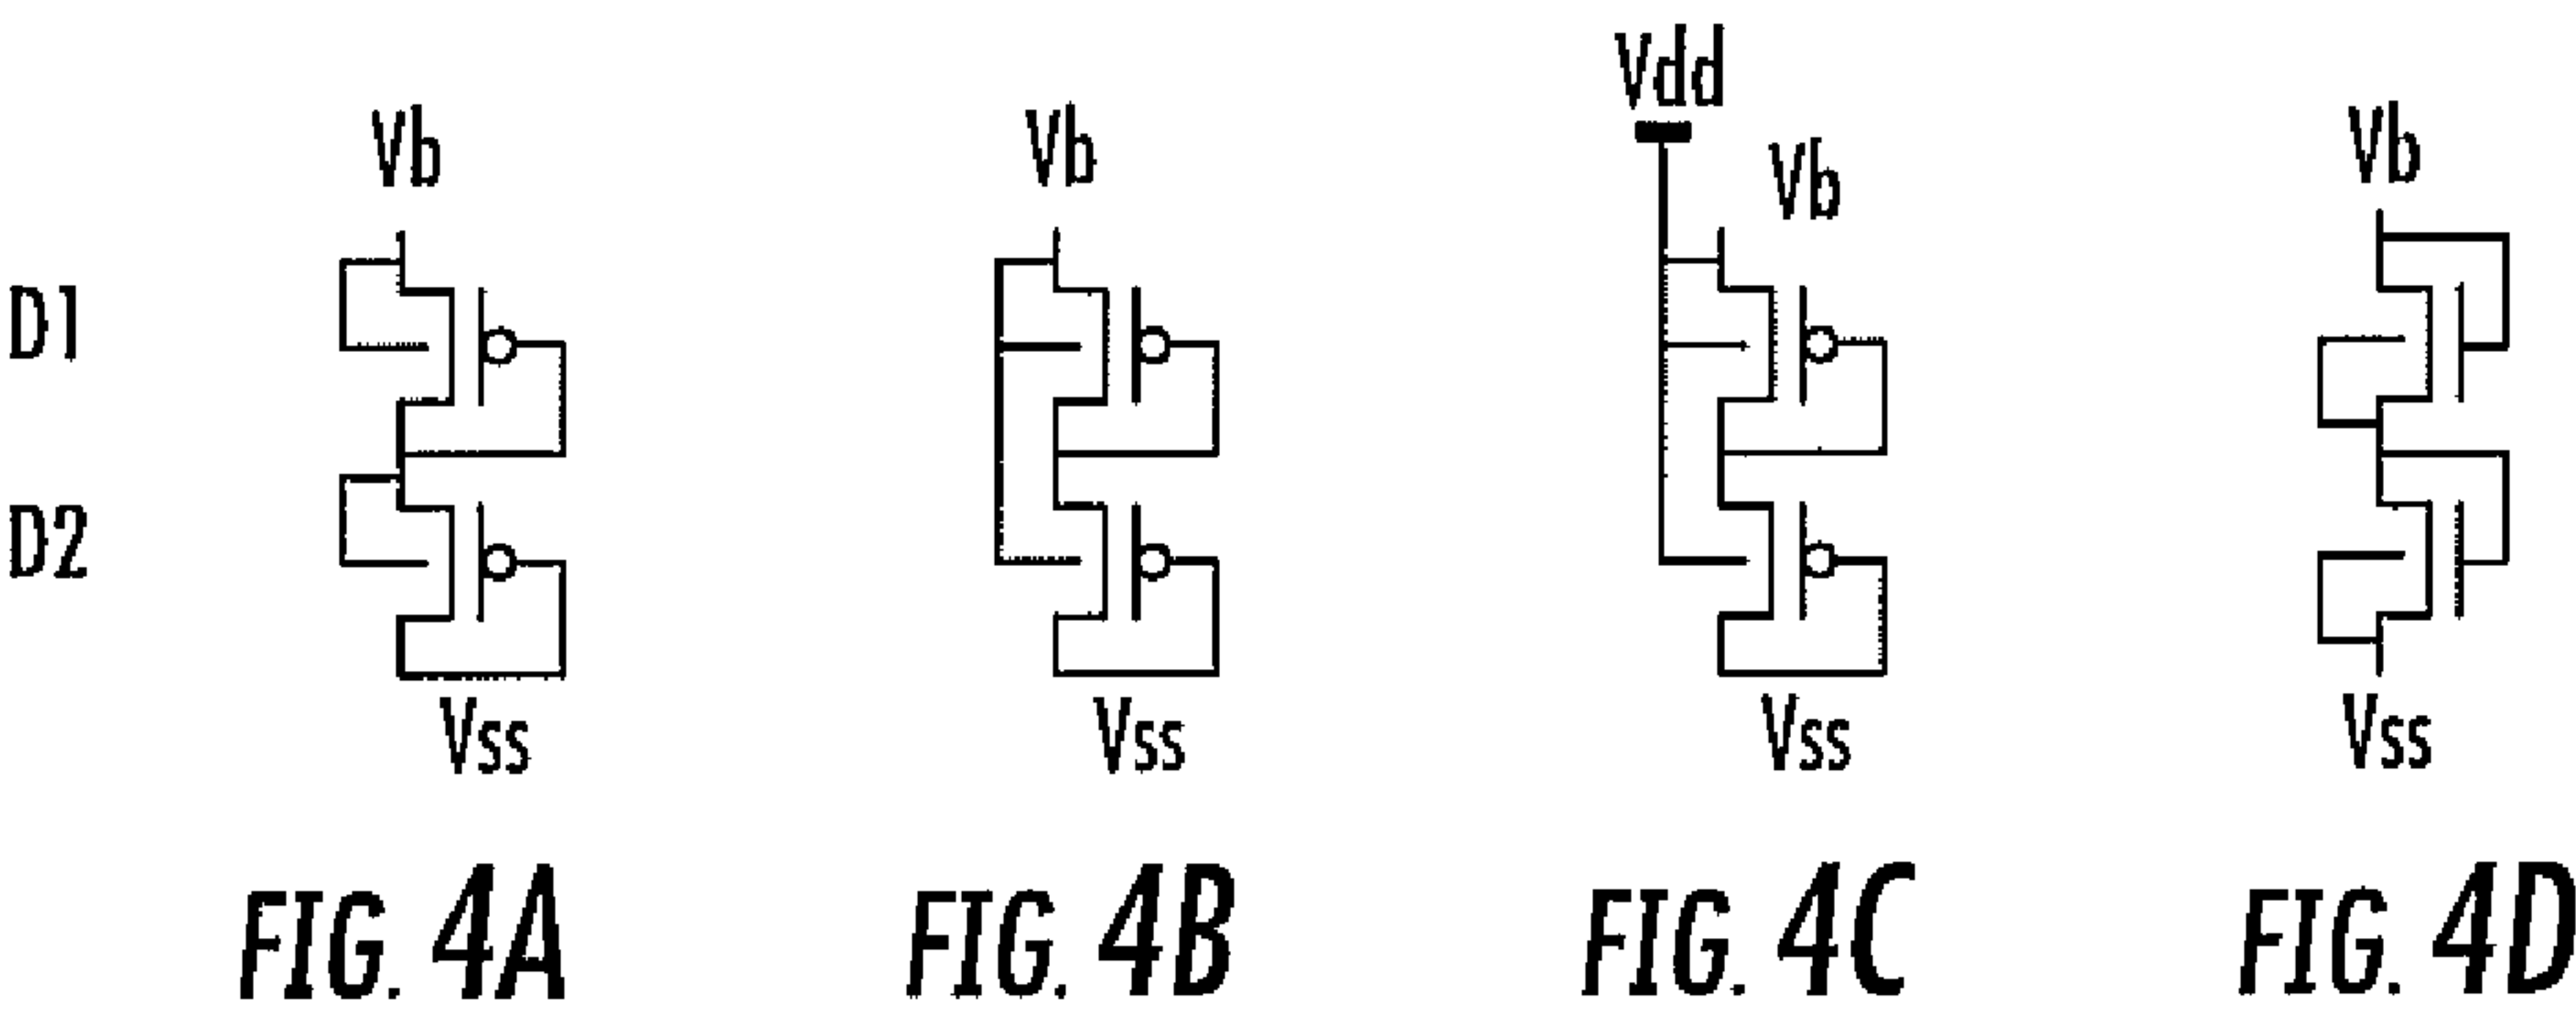 Vb
Vb
Vdd
Vb
Vb
D1
D2
Vss
Vss
Vss
Vss
FIG. 4A
FIG. 4B
FIG. 4C
FIG. 4D